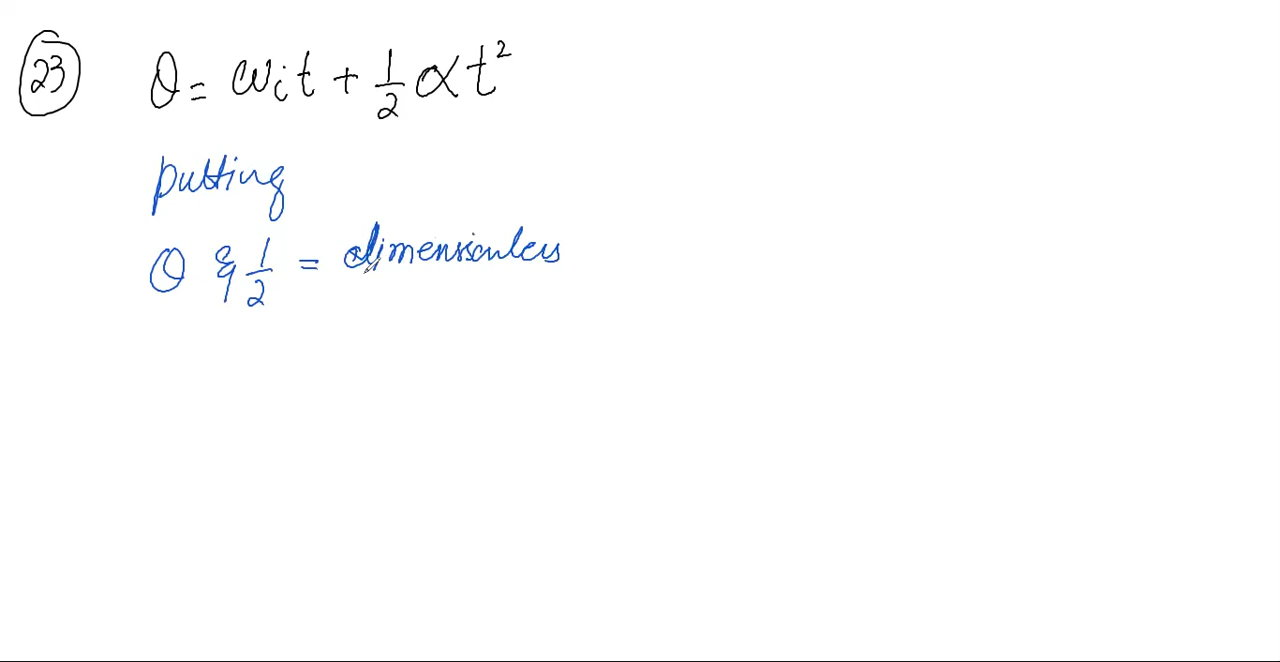 23 θ = ωit + 1/2 αt²
putting
θ & 1/2 = dimensionless